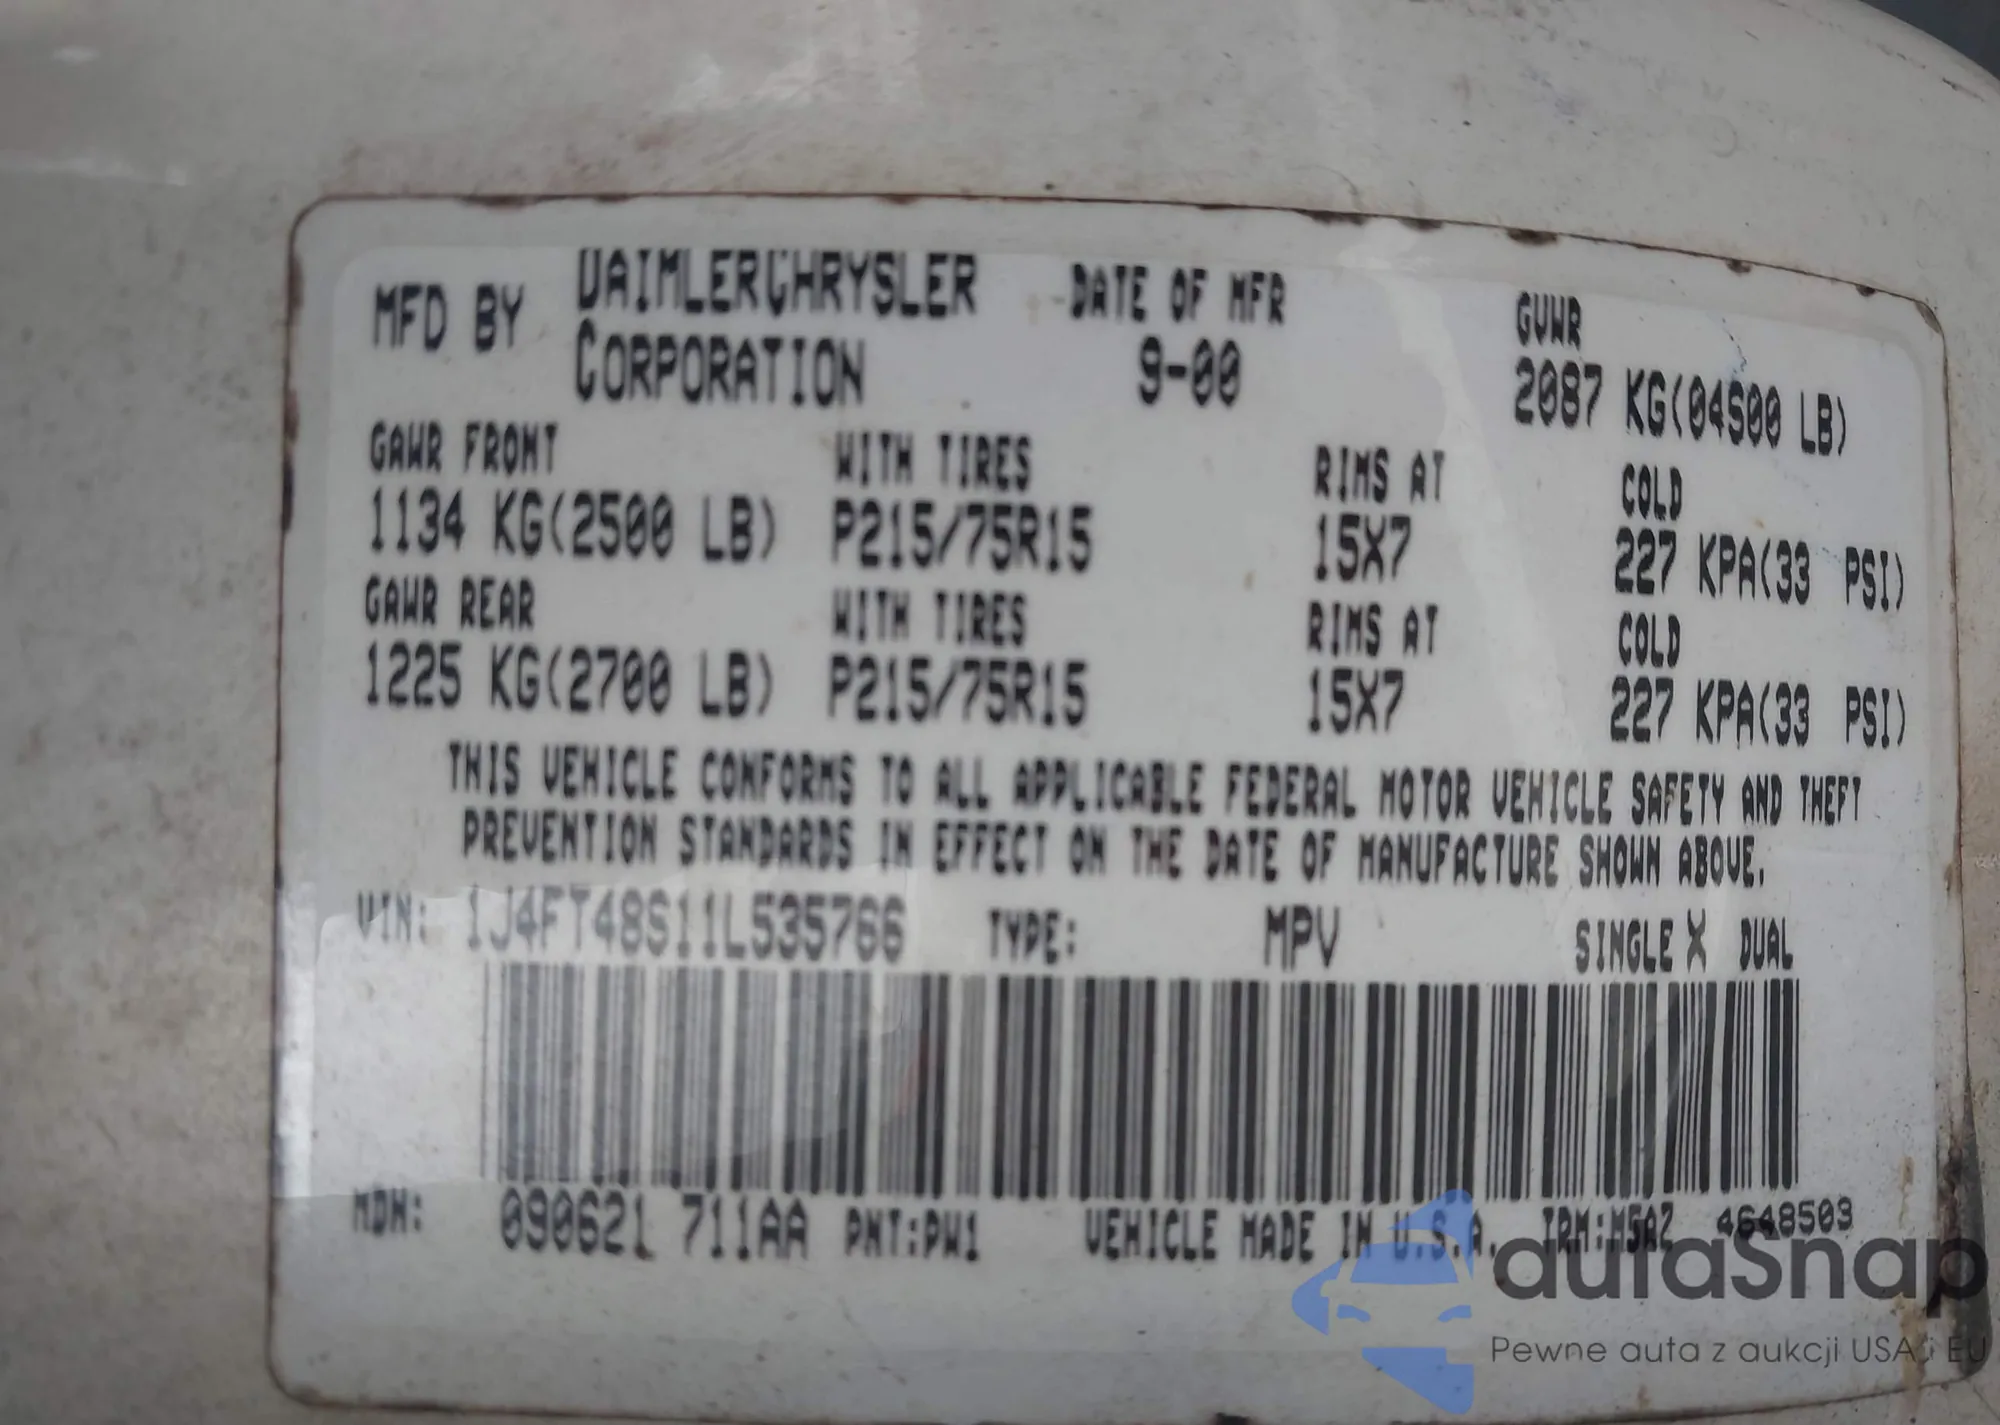 MFD BY DAIMLERCHRYSLER CORPORATION DATE OF MFR 9-00 GVWR 2087 KG(04500 LB)
GAWR FRONT WITH TIRES RIMS AT COLD
1134 KG(2500 LB) P215/75R15 15X7 227 KPA(33 PSI)
GAWR REAR WITH TIRES RIMS AT COLD
1225 KG(2700 LB) P215/75R15 15X7 227 KPA(33 PSI)
THIS VEHICLE CONFORMS TO ALL APPLICABLE FEDERAL MOTOR VEHICLE SAFETY AND THEFT
PREVENTION STANDARDS IN EFFECT ON THE DATE OF MANUFACTURE SHOWN ABOVE.
VIN: 1J4FT48S11L535766 TYPE: MPV SINGLE X DUAL
MDH: 090621 711AA PNT:PW1 VEHICLE MADE IN U.S.A. TRM:M5AZ 4648503
autaSnap
Pewne auta z aukcji USA i EU